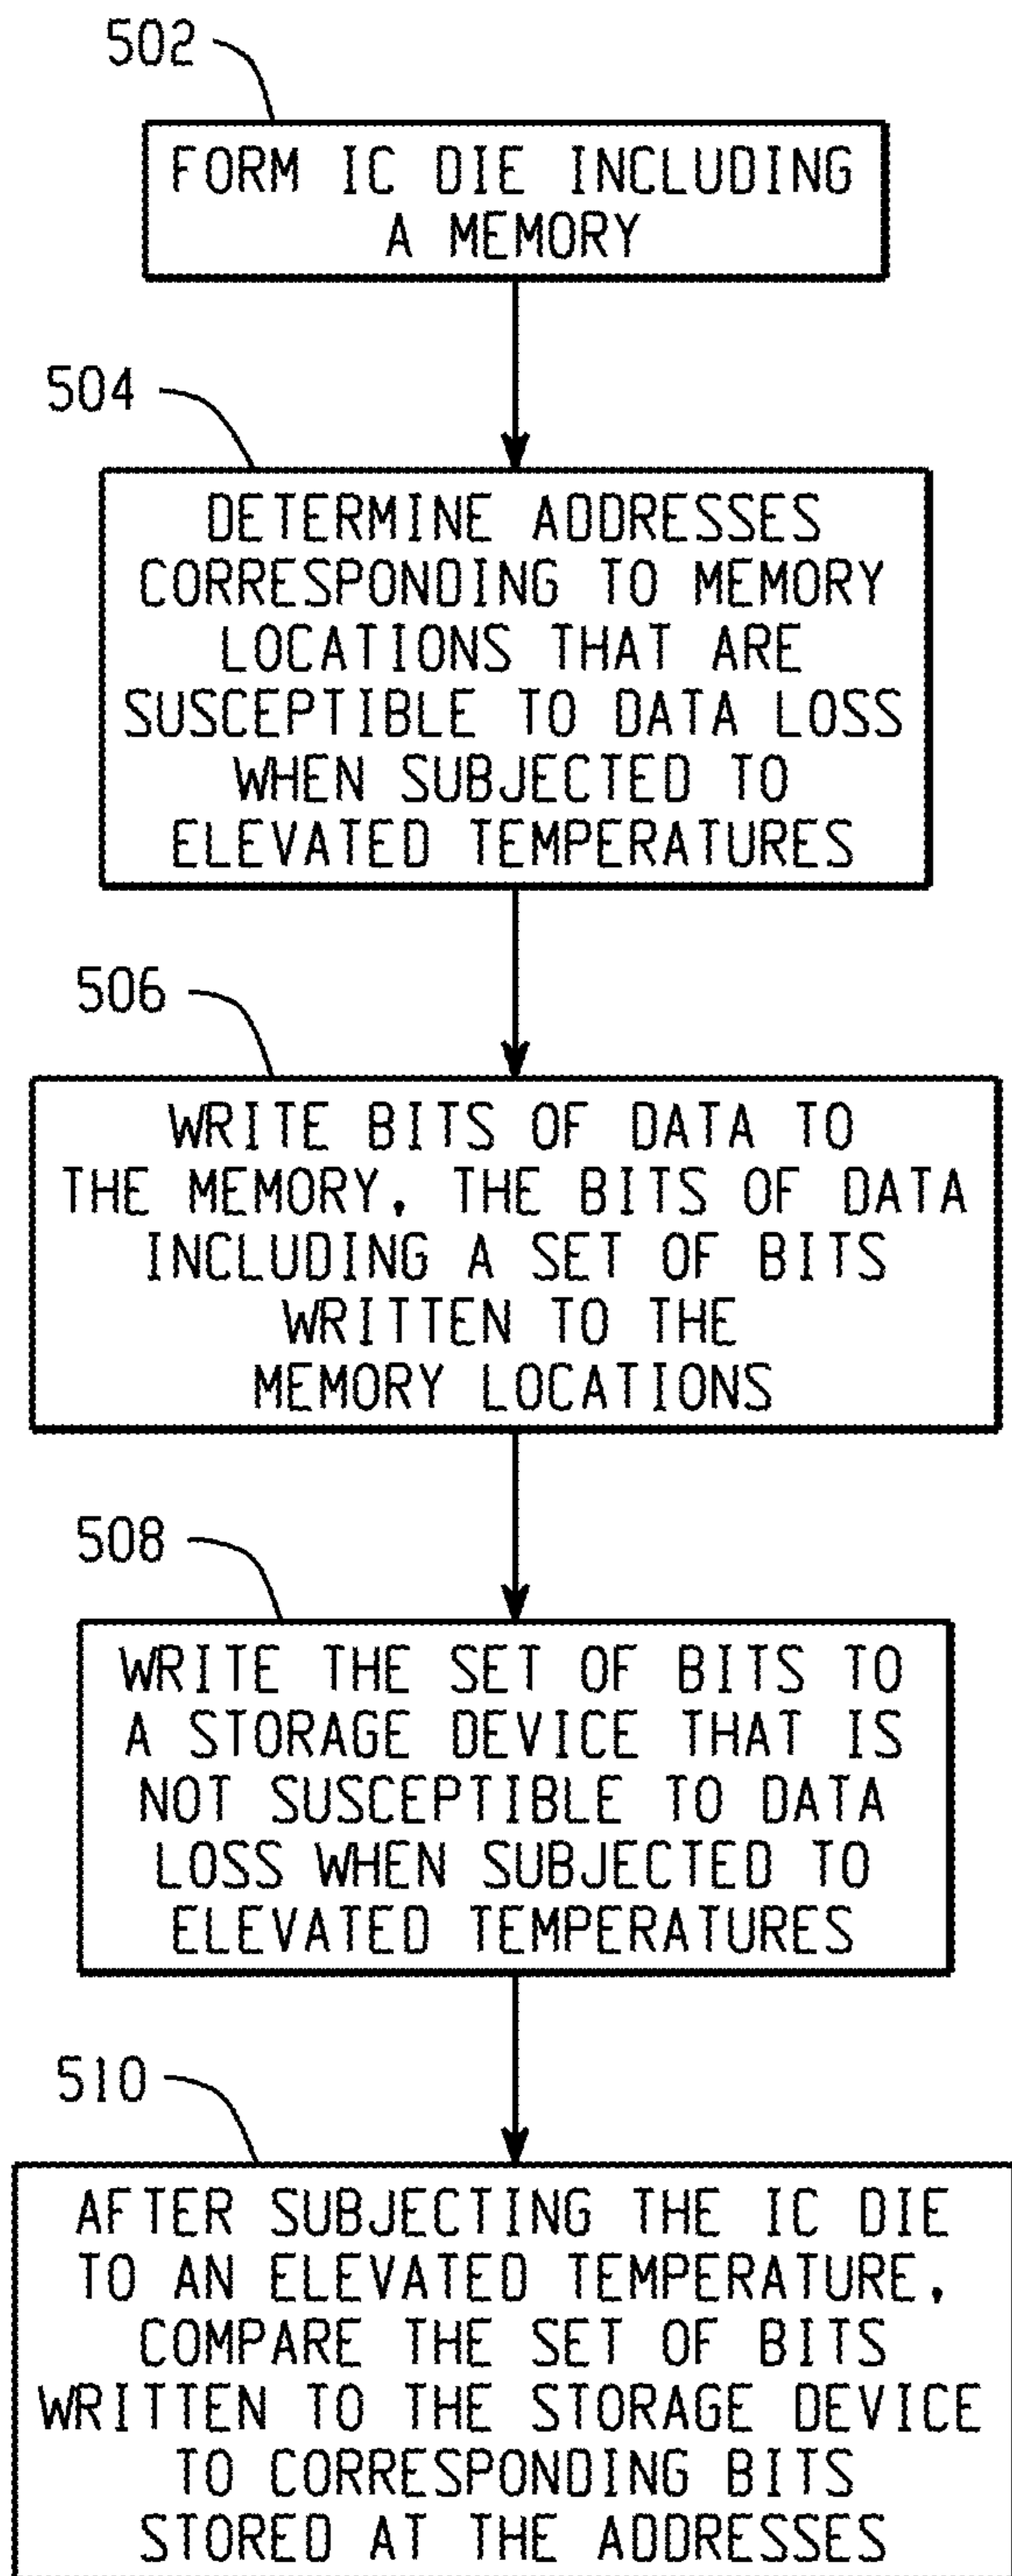 502
FORM IC DIE INCLUDING
A MEMORY
504
DETERMINE ADDRESSES
CORRESPONDING TO MEMORY
LOCATIONS THAT ARE
SUSCEPTIBLE TO DATA LOSS
WHEN SUBJECTED TO
ELEVATED TEMPERATURES
506
WRITE BITS OF DATA TO
THE MEMORY, THE BITS OF DATA
INCLUDING A SET OF BITS
WRITTEN TO THE
MEMORY LOCATIONS
508
WRITE THE SET OF BITS TO
A STORAGE DEVICE THAT IS
NOT SUSCEPTIBLE TO DATA
LOSS WHEN SUBJECTED TO
ELEVATED TEMPERATURES
510
AFTER SUBJECTING THE IC DIE
TO AN ELEVATED TEMPERATURE,
COMPARE THE SET OF BITS
WRITTEN TO THE STORAGE DEVICE
TO CORRESPONDING BITS
STORED AT THE ADDRESSES